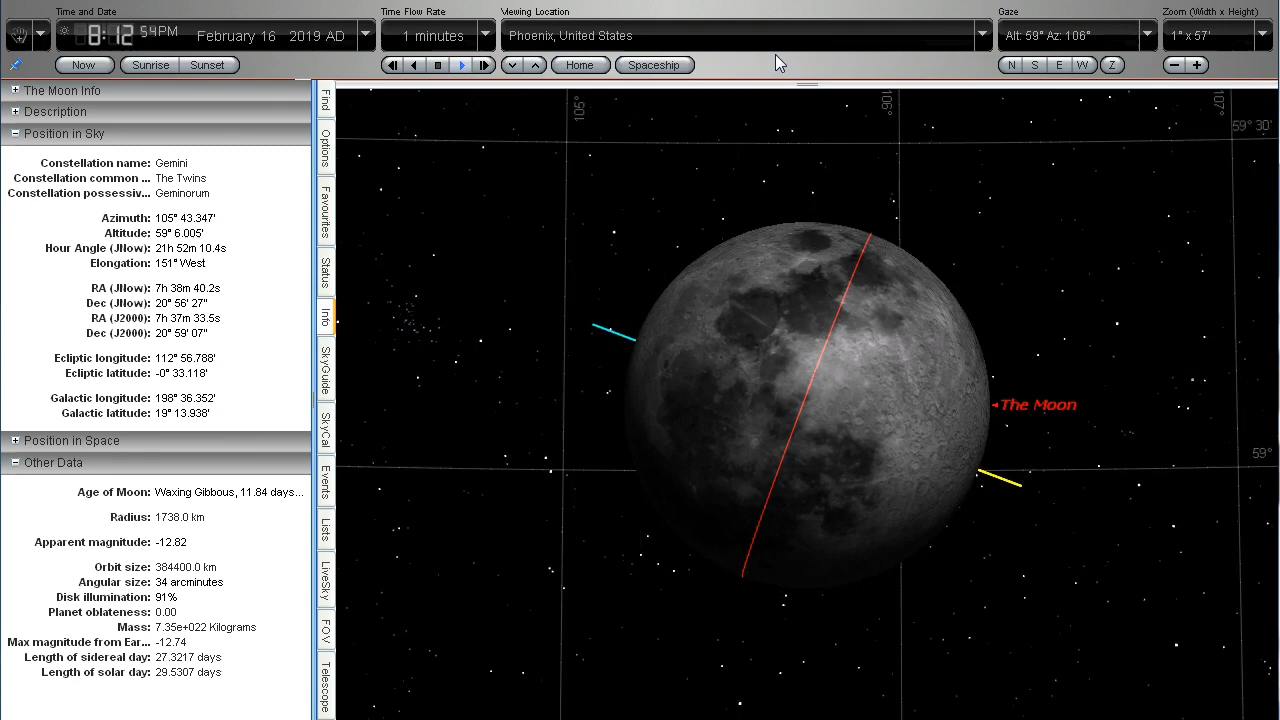 Time and Date
Time Flow Rate
Viewing Location
Gaze
Zoom (Width x Height)
8:12 54PM February 16 2019 AD
1 minutes
Phoenix, United States
Alt: 59° Az: 106°
1° x 57'
Now
Sunrise
Sunset
Home
Spaceship
N
S
E
W
Z
The Moon Info
Description
Position in Sky
Constellation name: Gemini
Constellation common ... The Twins
Constellation possessiv... Geminorum
Azimuth: 105° 43.347'
Altitude: 59° 6.005'
Hour Angle (JNow): 21h 52m 10.4s
Elongation: 151° West
RA (JNow): 7h 38m 40.2s
Dec (JNow): 20° 56' 27"
RA (J2000): 7h 37m 33.5s
Dec (J2000): 20° 59' 07"
Ecliptic longitude: 112° 56.788'
Ecliptic latitude: -0° 33.118'
Galactic longitude: 198° 36.352'
Galactic latitude: 19° 13.938'
Position in Space
Other Data
Age of Moon: Waxing Gibbous, 11.84 days...
Radius: 1738.0 km
Apparent magnitude: -12.82
Orbit size: 384400.0 km
Angular size: 34 arcminutes
Disk illumination: 91%
Planet oblateness: 0.00
Mass: 7.35e+022 Kilograms
Max magnitude from Ear... -12.74
Length of sidereal day: 27.3217 days
Length of solar day: 29.5307 days
Find
Options
Favourites
Status
Info
SkyGuide
SkyCal
Events
Lists
LiveSky
FOV
Telescope
105°
106°
107°
59° 30'
The Moon
59°